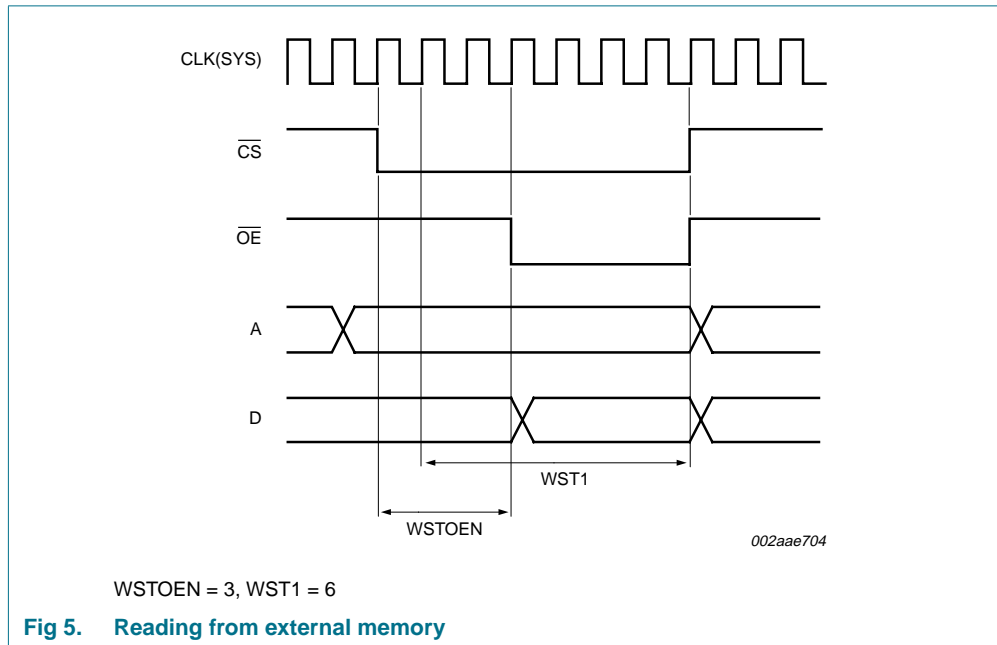 CLK(SYS)
CS
OE
A
D
WST1
WSTOEN
002aae704
WSTOEN = 3, WST1 = 6
Fig 5. Reading from external memory